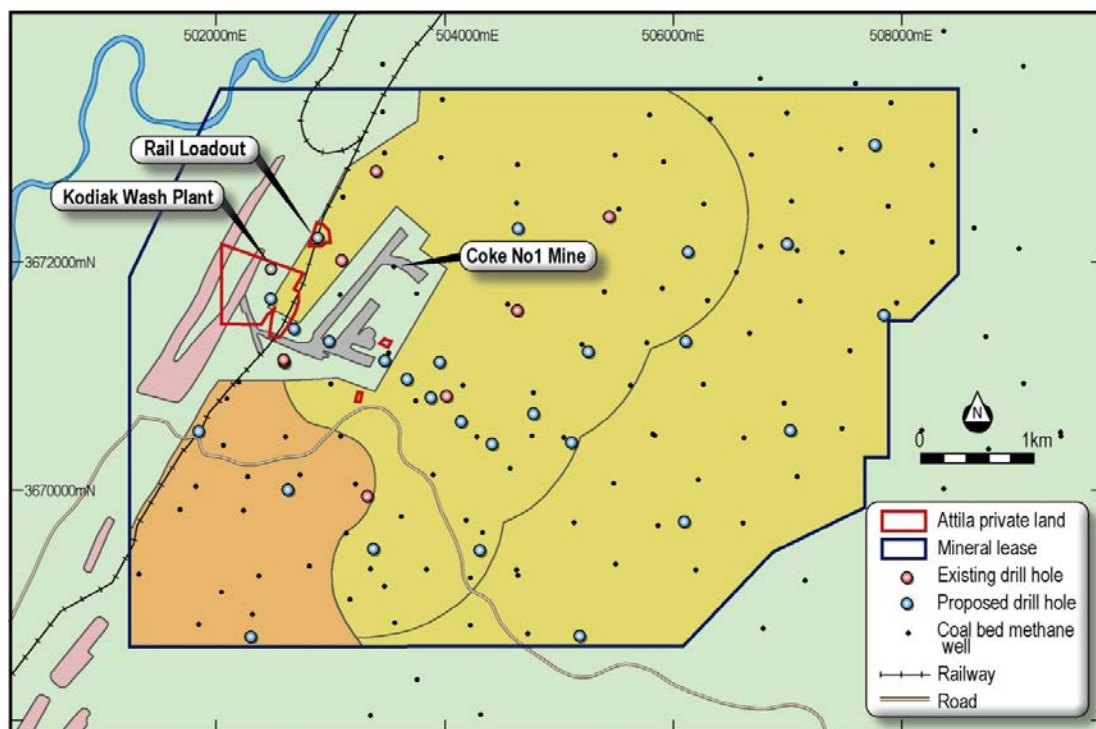 502000mE
504000mE
506000mE
508000mE
Rail Loadout
Kodiak Wash Plant
Coke No1 Mine
3672000mN
N
0
1km
3670000mN
Attila private land
Mineral lease
Existing drill hole
Proposed drill hole
Coal bed methane
well
Railway
Road